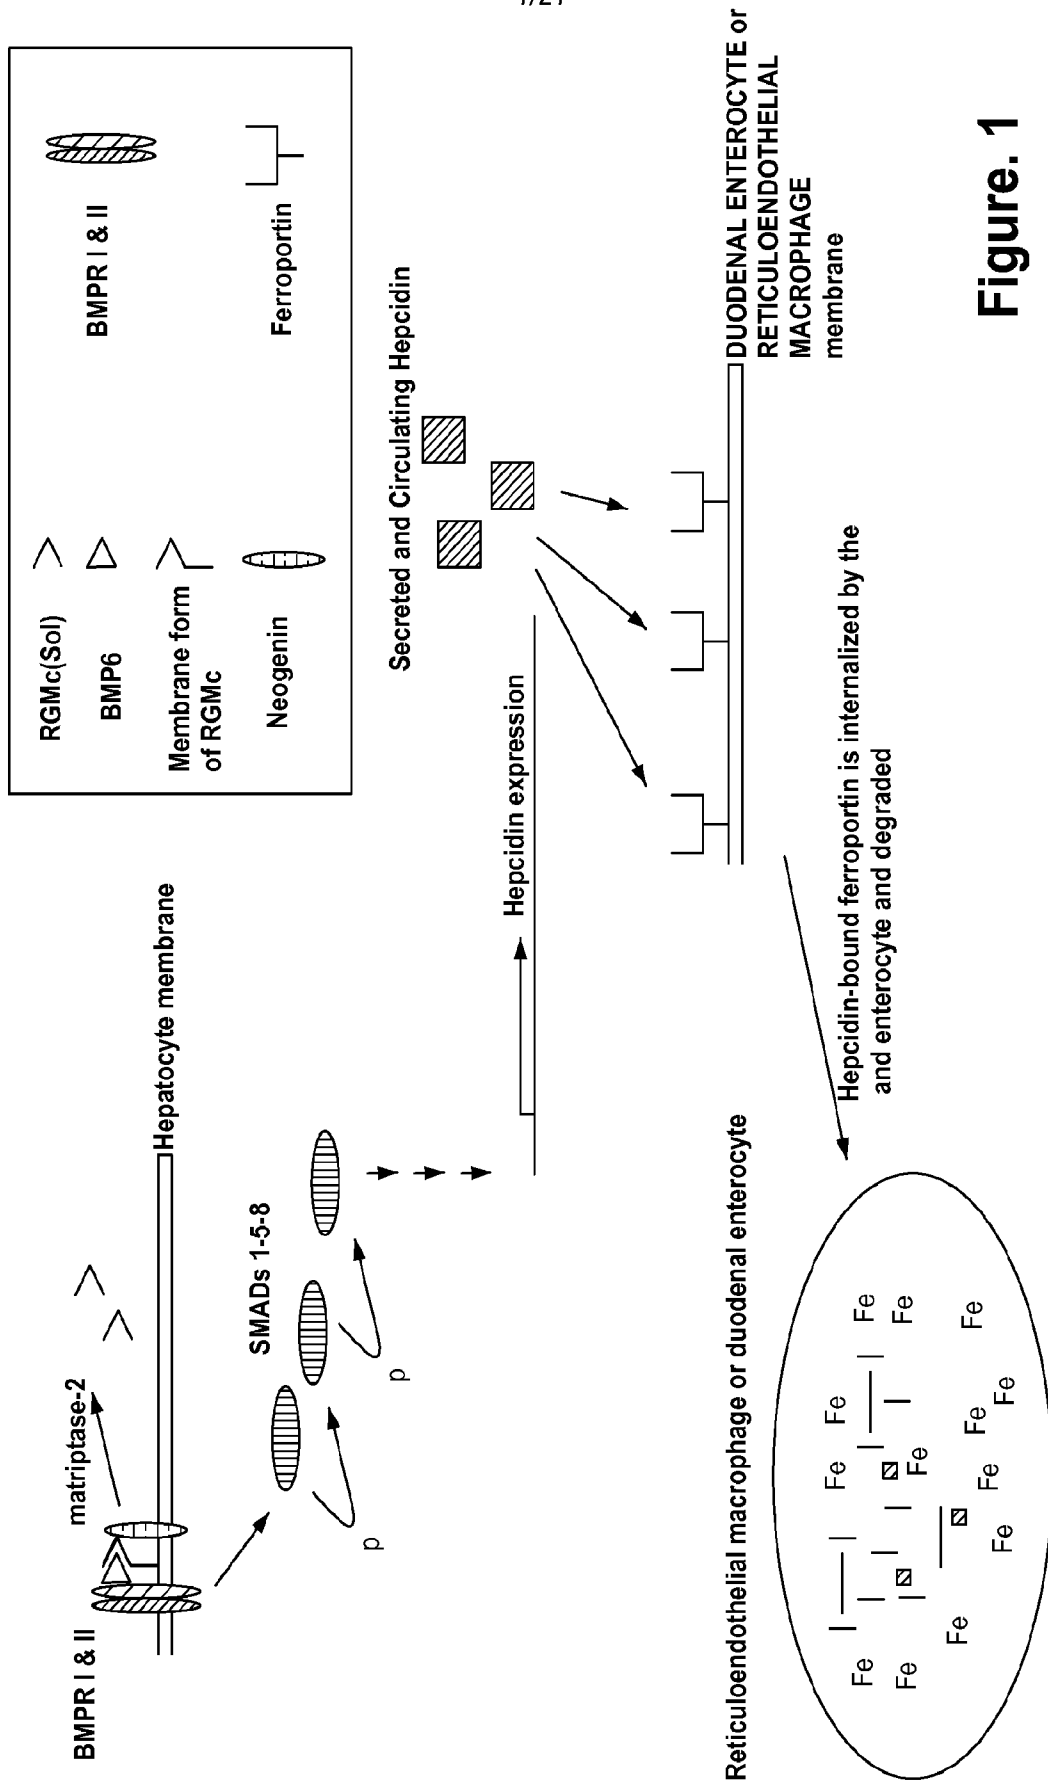 BMPR I & II
matriptase-2
Hepatocyte membrane
SMADs 1-5-8
p
p
RGMc(Sol)
BMP6
Membrane form
of RGMc
Neogenin
BMPR I & II
Ferroportin
Hepcidin expression
Secreted and Circulating Hepcidin
DUODENAL ENTEROCYTE or
RETICULOENDOTHELIAL
MACROPHAGE
membrane
Hepcidin-bound ferroportin is internalized by the
and enterocyte and degraded
Reticuloendothelial macrophage or duodenal enterocyte
Fe
Fe
Fe
Fe
Fe
Fe
Fe
Fe
Fe
Fe
Fe
Fe
Fe
Figure. 1